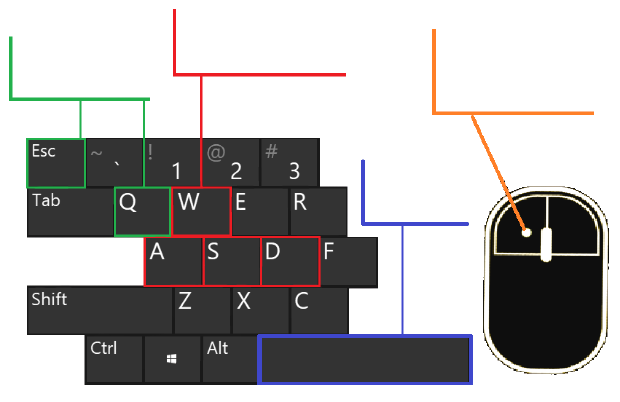 Esc ~ ` ! 1 @ 2 # 3
Tab Q W E R
A S D F
Shift Z X C
Ctrl Alt